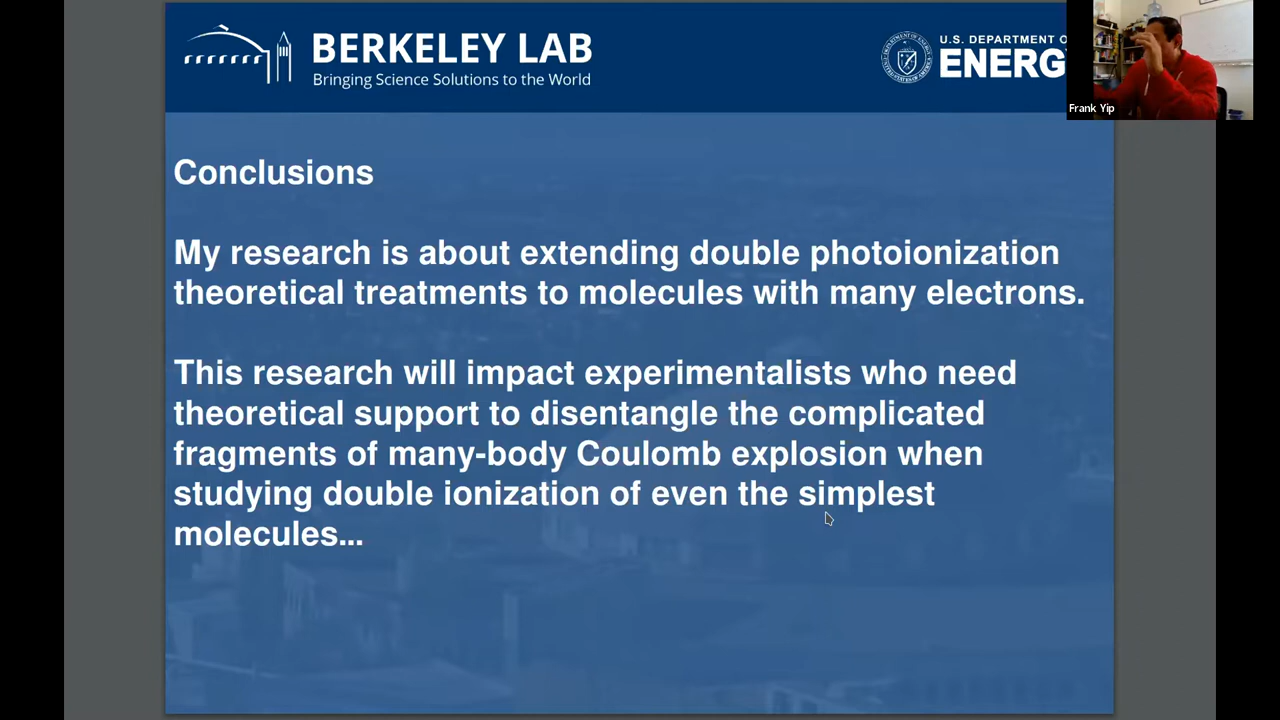 BERKELEY LAB
Bringing Science Solutions to the World
U.S. DEPARTMENT O
ENERG
Frank Yip
Conclusions
My research is about extending double photoionization
theoretical treatments to molecules with many electrons.
This research will impact experimentalists who need
theoretical support to disentangle the complicated
fragments of many-body Coulomb explosion when
studying double ionization of even the simplest
molecules...